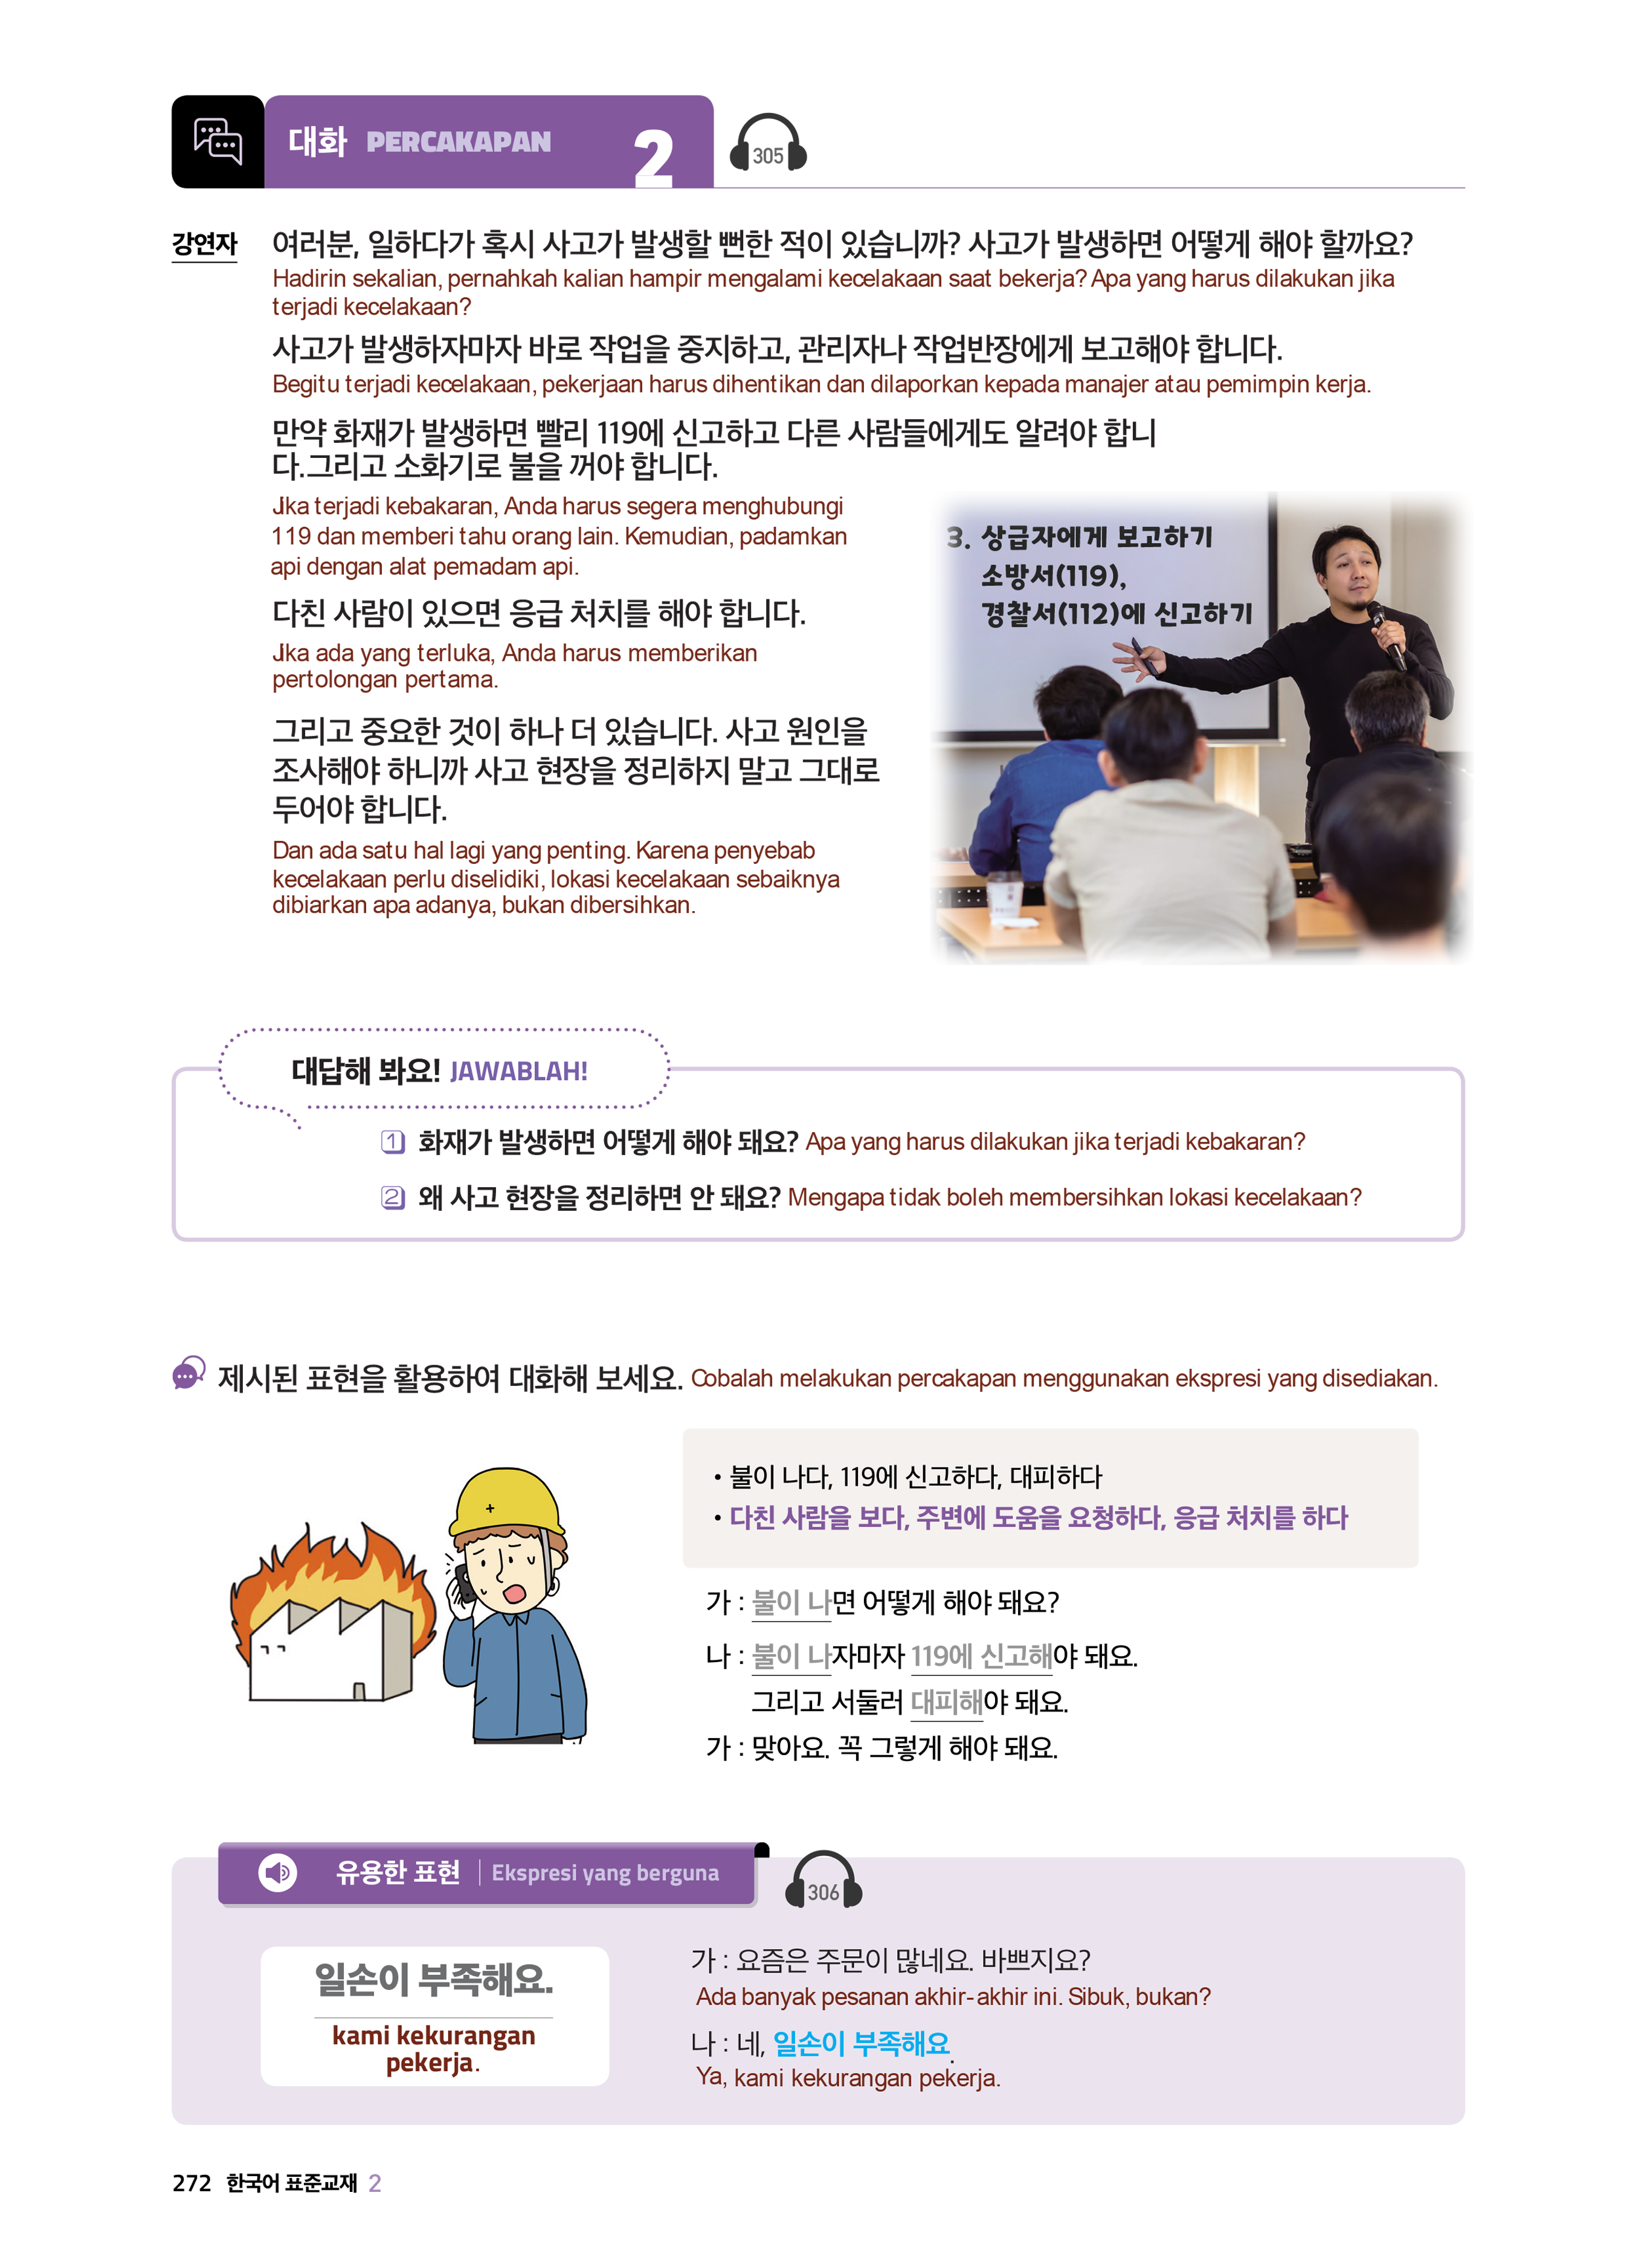 대화 PERCAKAPAN 2
305
강연자
여러분, 일하다가 혹시 사고가 발생할 뻔한 적이 있습니까? 사고가 발생하면 어떻게 해야 할까요?
Hadirin sekalian, pernahkah kalian hampir mengalami kecelakaan saat bekerja? Apa yang harus dilakukan jika
terjadi kecelakaan?
사고가 발생하자마자 바로 작업을 중지하고, 관리자나 작업반장에게 보고해야 합니다.
Begitu terjadi kecelakaan, pekerjaan harus dihentikan dan dilaporkan kepada manajer atau pemimpin kerja.
만약 화재가 발생하면 빨리 119에 신고하고 다른 사람들에게도 알려야 합니
다.그리고 소화기로 불을 꺼야 합니다.
Jika terjadi kebakaran, Anda harus segera menghubungi
119 dan memberi tahu orang lain. Kemudian, padamkan
api dengan alat pemadam api.
다친 사람이 있으면 응급 처치를 해야 합니다.
Jika ada yang terluka, Anda harus memberikan
pertolongan pertama.
그리고 중요한 것이 하나 더 있습니다. 사고 원인을
조사해야 하니까 사고 현장을 정리하지 말고 그대로
두어야 합니다.
Dan ada satu hal lagi yang penting. Karena penyebab
kecelakaan perlu diselidiki, lokasi kecelakaan sebaiknya
dibiarkan apa adanya, bukan dibersihkan.
3. 상급자에게 보고하기
소방서(119),
경찰서(112)에 신고하기
대답해 봐요! JAWABLAH!
1 화재가 발생하면 어떻게 해야 돼요? Apa yang harus dilakukan jika terjadi kebakaran?
2 왜 사고 현장을 정리하면 안 돼요? Mengapa tidak boleh membersihkan lokasi kecelakaan?
제시된 표현을 활용하여 대화해 보세요. Cobalah melakukan percakapan menggunakan ekspresi yang disediakan.
• 불이 나다, 119에 신고하다, 대피하다
• 다친 사람을 보다, 주변에 도움을 요청하다, 응급 처치를 하다
가 : 불이 나면 어떻게 해야 돼요?
나 : 불이 나자마자 119에 신고해야 돼요.
그리고 서둘러 대피해야 돼요.
가 : 맞아요. 꼭 그렇게 해야 돼요.
유용한 표현 | Ekspresi yang berguna
306
일손이 부족해요.
kami kekurangan
pekerja.
가 : 요즘은 주문이 많네요. 바쁘지요?
Ada banyak pesanan akhir-akhir ini. Sibuk, bukan?
나 : 네, 일손이 부족해요.
Ya, kami kekurangan pekerja.
272 한국어 표준교재 2